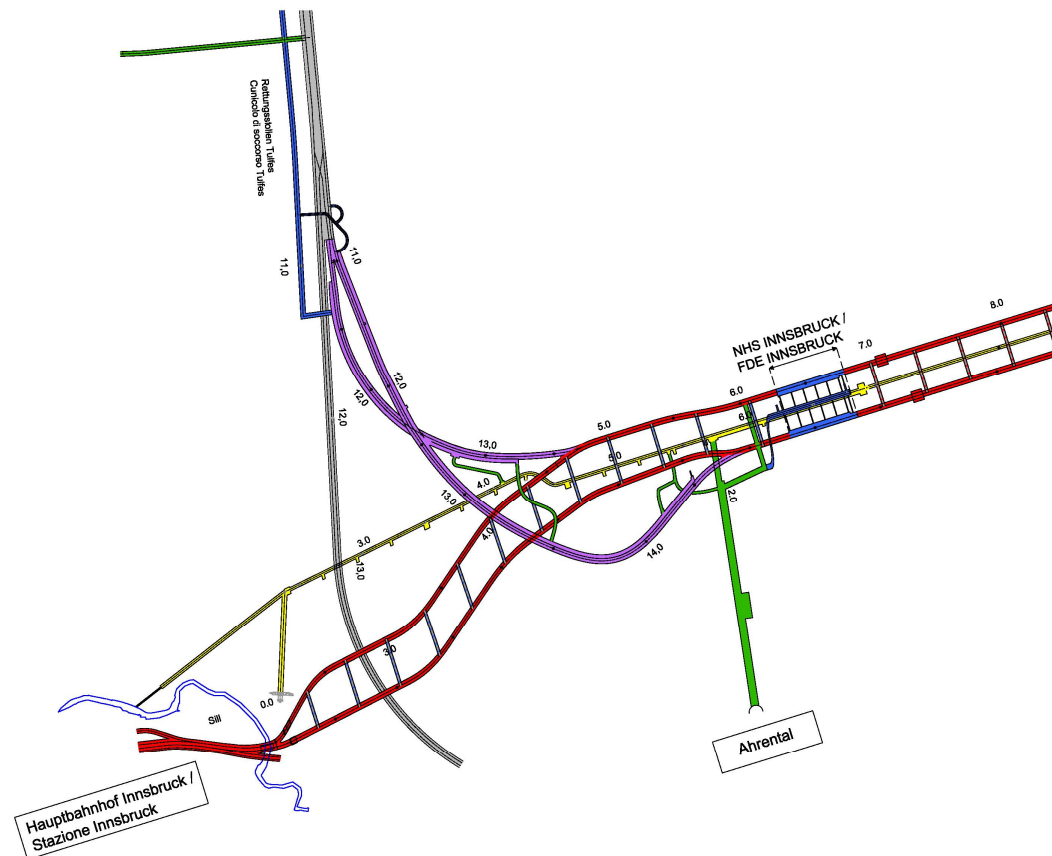 Rettungsstollen Tulfes
Cunicolo di soccorso Tulfes
11,0
11,0
12,0
12,0
12,0
13,0
13,0
13,0
14,0
NHS INNSBRUCK /
FDE INNSBRUCK
8.0
7.0
6.0
6.0
5.0
5.0
4.0
4.0
3.0
3.0
2.0
0.0
Sill
Ahrental
Hauptbahnhof Innsbruck /
Stazione Innsbruck